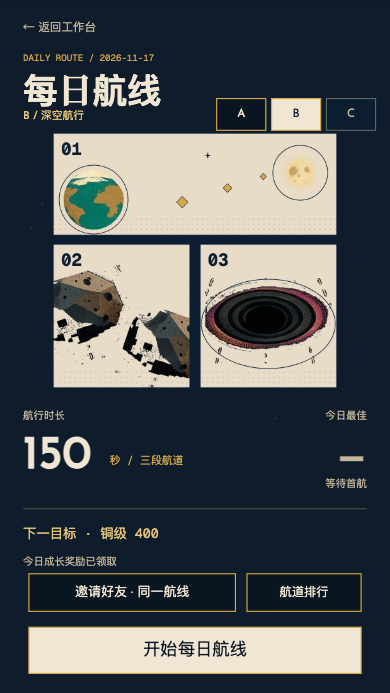 ← 返回工作台
DAILY ROUTE / 2026-11-17
每日航线
B / 深空航行
A
B
C
01
02
03
航行时长
今日最佳
150
秒 / 三段航道
—
等待首航
下一目标 · 铜级 400
今日成长奖励已领取
邀请好友 · 同一航线
航道排行
开始每日航线